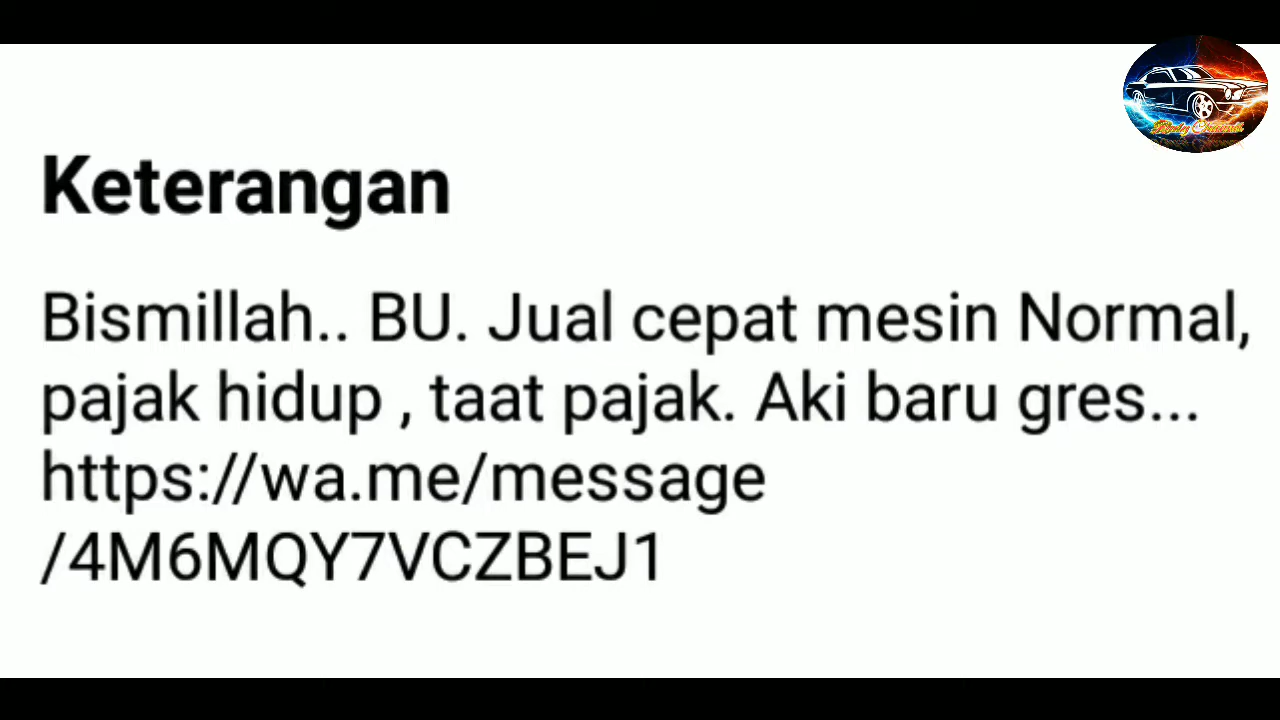 Keterangan
Bismillah.. BU. Jual cepat mesin Normal,
pajak hidup , taat pajak. Aki baru gres...
https://wa.me/message
/4M6MQY7VCZBEJ1